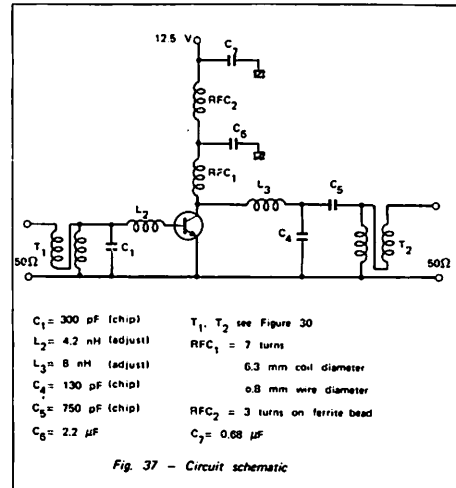 12.5 V
C7
RFC2
C6
RFC1
L3
C5
L2
T1
C1
C4
T2
50Ω
50Ω
C1= 300 pF (chip)
L2= 4.2 nH (adjust)
L3= 8 nH (adjust)
C4= 130 pF (chip)
C5= 750 pF (chip)
C6= 2.2 µF
T1, T2 see Figure 30
RFC1 = 7 turns
6.3 mm coil diameter
0.8 mm wire diameter
RFC2 = 3 turns on ferrite bead
C7= 0.68 µF
Fig. 37 – Circuit schematic